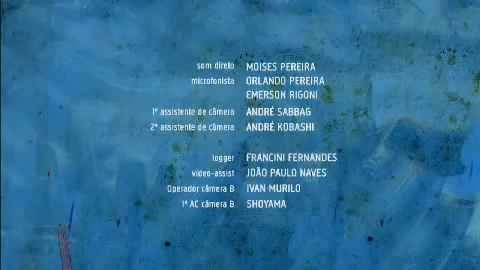 som direto MOISES PEREIRA
microfonista ORLANDO PEREIRA
EMERSON RIGONI
1º assistente de câmera ANDRÉ SABBAG
2º assistente de câmera ANDRÉ KOBASHI
logger FRANCINI FERNANDES
vídeo-assist JOÃO PAULO NAVES
Operador câmera B IVAN MURILO
1º AC câmera B SHOYAMA